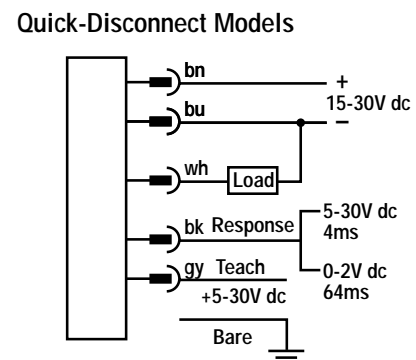 Quick-Disconnect Models
bn
+
15-30V dc
bu
–
wh
Load
bk Response
5-30V dc
4ms
0-2V dc
64ms
gy Teach
+5-30V dc
Bare